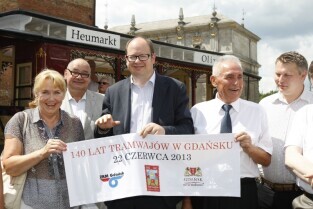 Heumarkt
140 LAT TRAMWAJÓW W GDAŃSKU
22 CZERWCA 2013